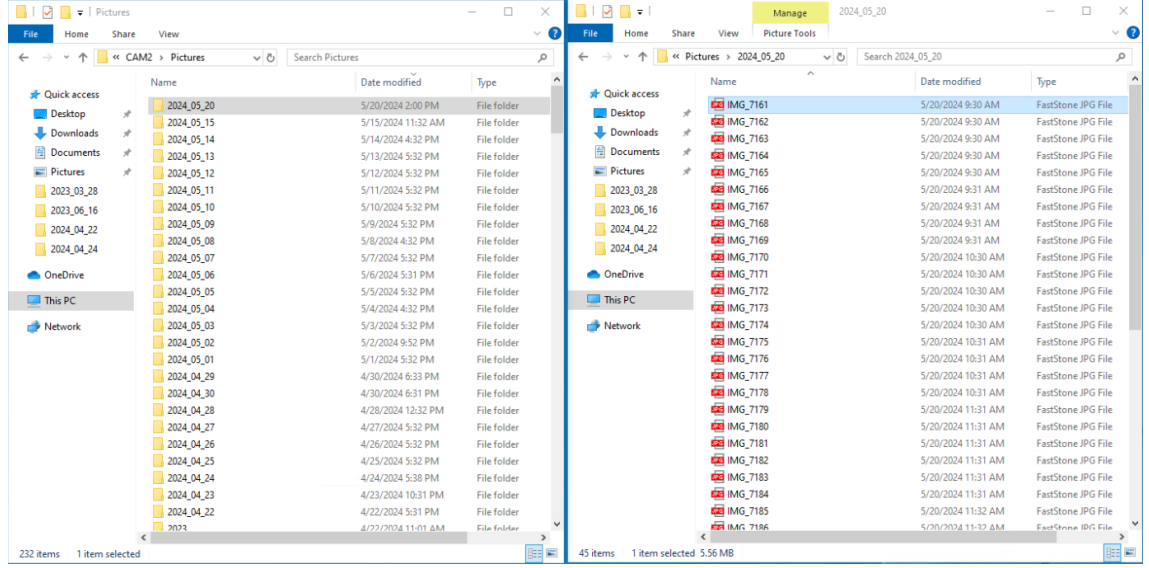 Pictures
File Home Share View
« CAM2 › Pictures Search Pictures
Name Date modified Type
Quick access
Desktop
Downloads
Documents
Pictures
2023_03_28
2023_06_16
2024_04_22
2024_04_24
OneDrive
This PC
Network
2024_05_20 5/20/2024 2:00 PM File folder
2024_05_15 5/15/2024 11:32 AM File folder
2024_05_14 5/14/2024 4:32 PM File folder
2024_05_13 5/13/2024 5:32 PM File folder
2024_05_12 5/12/2024 5:32 PM File folder
2024_05_11 5/11/2024 5:32 PM File folder
2024_05_10 5/10/2024 5:32 PM File folder
2024_05_09 5/9/2024 5:32 PM File folder
2024_05_08 5/8/2024 4:32 PM File folder
2024_05_07 5/7/2024 5:32 PM File folder
2024_05_06 5/6/2024 5:31 PM File folder
2024_05_05 5/5/2024 5:32 PM File folder
2024_05_04 5/4/2024 4:32 PM File folder
2024_05_03 5/3/2024 5:32 PM File folder
2024_05_02 5/2/2024 9:52 PM File folder
2024_05_01 5/1/2024 5:32 PM File folder
2024_04_29 4/30/2024 6:33 PM File folder
2024_04_30 4/30/2024 6:31 PM File folder
2024_04_28 4/28/2024 12:32 PM File folder
2024_04_27 4/27/2024 5:32 PM File folder
2024_04_26 4/26/2024 5:32 PM File folder
2024_04_25 4/25/2024 5:32 PM File folder
2024_04_24 4/24/2024 5:38 PM File folder
2024_04_23 4/23/2024 10:31 PM File folder
2024_04_22 4/22/2024 5:31 PM File folder
2023 4/22/2024 11:01 AM File folder
232 items 1 item selected
Manage 2024_05_20
File Home Share View Picture Tools
« Pictures › 2024_05_20 Search 2024_05_20
Name Date modified Type
Quick access
Desktop
Downloads
Documents
Pictures
2023_03_28
2023_06_16
2024_04_22
2024_04_24
OneDrive
This PC
Network
IMG_7161 5/20/2024 9:30 AM FastStone JPG File
IMG_7162 5/20/2024 9:30 AM FastStone JPG File
IMG_7163 5/20/2024 9:30 AM FastStone JPG File
IMG_7164 5/20/2024 9:30 AM FastStone JPG File
IMG_7165 5/20/2024 9:30 AM FastStone JPG File
IMG_7166 5/20/2024 9:31 AM FastStone JPG File
IMG_7167 5/20/2024 9:31 AM FastStone JPG File
IMG_7168 5/20/2024 9:31 AM FastStone JPG File
IMG_7169 5/20/2024 9:31 AM FastStone JPG File
IMG_7170 5/20/2024 10:30 AM FastStone JPG File
IMG_7171 5/20/2024 10:30 AM FastStone JPG File
IMG_7172 5/20/2024 10:30 AM FastStone JPG File
IMG_7173 5/20/2024 10:30 AM FastStone JPG File
IMG_7174 5/20/2024 10:30 AM FastStone JPG File
IMG_7175 5/20/2024 10:31 AM FastStone JPG File
IMG_7176 5/20/2024 10:31 AM FastStone JPG File
IMG_7177 5/20/2024 10:31 AM FastStone JPG File
IMG_7178 5/20/2024 10:31 AM FastStone JPG File
IMG_7179 5/20/2024 11:31 AM FastStone JPG File
IMG_7180 5/20/2024 11:31 AM FastStone JPG File
IMG_7181 5/20/2024 11:31 AM FastStone JPG File
IMG_7182 5/20/2024 11:31 AM FastStone JPG File
IMG_7183 5/20/2024 11:31 AM FastStone JPG File
IMG_7184 5/20/2024 11:31 AM FastStone JPG File
IMG_7185 5/20/2024 11:32 AM FastStone JPG File
IMG_7186 5/20/2024 11:32 AM FastStone JPG File
45 items 1 item selected 5.56 MB